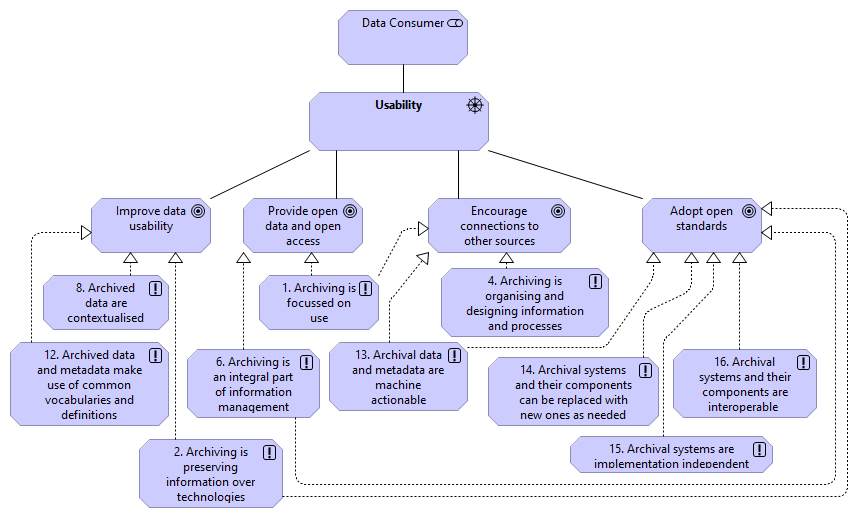 Data Consumer
Usability
Improve data
usability
Provide open
data and open
access
Encourage
connections to
other sources
Adopt open
standards
8. Archived
data are
contextualised
1. Archiving is
focussed on
use
4. Archiving is
organising and
designing information
and processes
12. Archived data
and metadata make
use of common
vocabularies and
definitions
6. Archiving is
an integral part
of information
management
13. Archival data
and metadata are
machine
actionable
14. Archival systems
and their components
can be replaced with
new ones as needed
16. Archival
systems and their
components are
interoperable
2. Archiving is
preserving
information over
technologies
15. Archival systems are
implementation independent